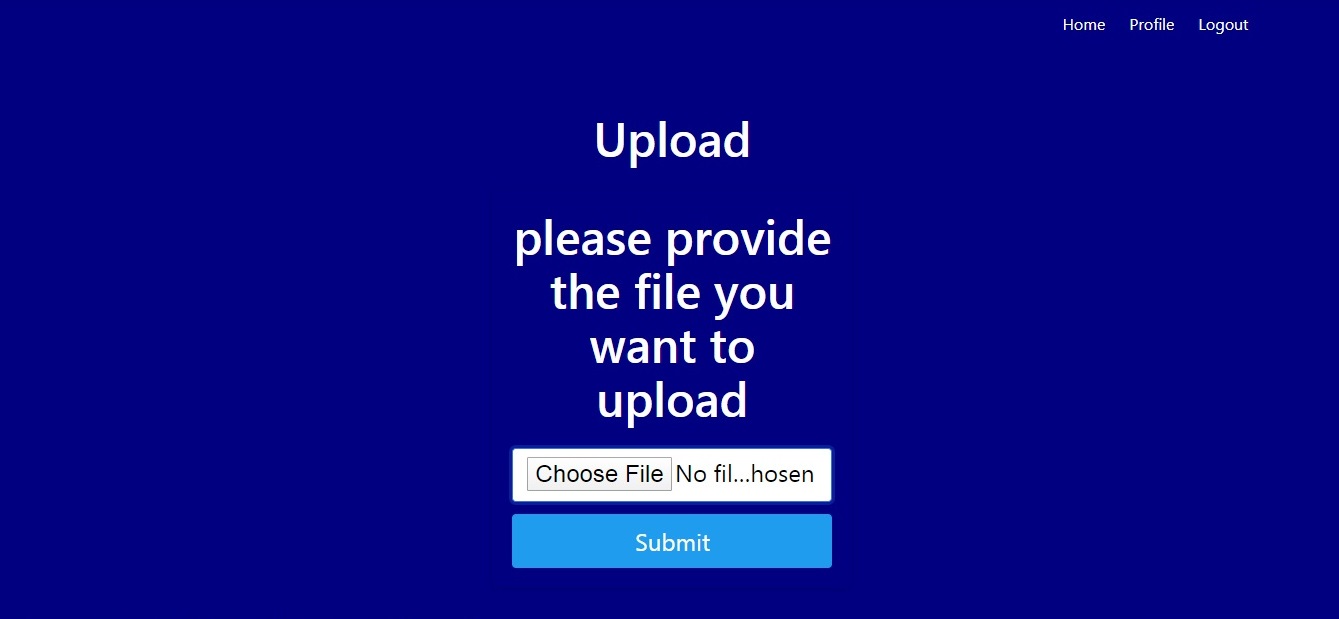 Home Profile Logout
Upload
please provide
the file you
want to
upload
Choose File No fil...hosen
Submit